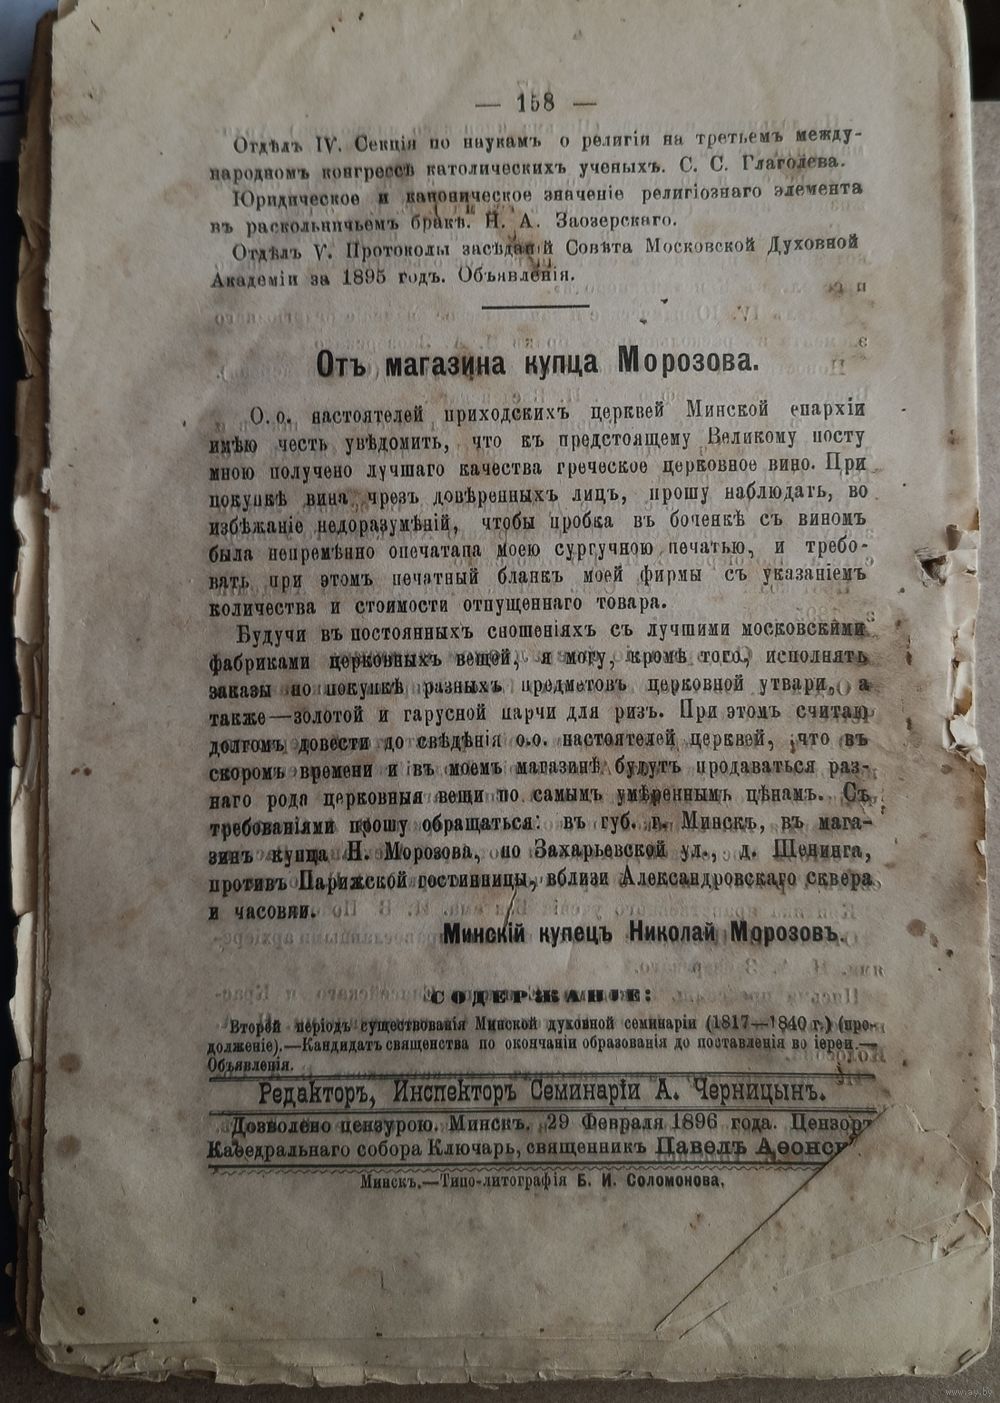 — 158 —
Отдѣлъ IV. Секція по наукамъ о религіи на третьемъ между-
народномъ конгрессѣ католическихъ ученыхъ. С. С. Глаголева.
Юридическое и каноническое значеніе религіознаго элемента
въ раскольничьемъ бракѣ. Н. А. Заозерскаго.
Отдѣлъ V. Протоколы засѣданій Совѣта Московской Духовной
Академіи за 1895 годъ. Объявленія.
Отъ магазина купца Морозова.
О. о. настоятелей приходскихъ церквей Минской епархіи
имѣю честь увѣдомить, что къ предстоящему Великому посту
мною получено лучшаго качества греческое церковное вино. При
покупкѣ вина чрезъ довѣренныхъ лицъ, прошу наблюдать, во
избѣжаніе недоразумѣній, чтобы пробка въ боченкѣ съ виномъ
была непремѣнно опечатана моею сургучною печатью, и требо-
вать при этомъ печатный бланкъ моей фирмы съ указаніемъ
количества и стоимости отпущеннаго товара.
Будучи въ постоянныхъ сношеніяхъ съ лучшими московскими
фабриками церковныхъ вещей, я могу, кромѣ того, исполнять
заказы по покупкѣ разныхъ предметовъ церковной утвари, а
также—золотой и гарусной парчи для ризъ. При этомъ считаю
долгомъ довести до свѣдѣнія о.о. настоятелей церквей, что въ
скоромъ времени и въ моемъ магазинѣ будутъ продаваться раз-
наго рода церковныя вещи по самымъ умѣреннымъ цѣнамъ. Съ
требованіями прошу обращаться: въ губ. г. Минскъ, въ мага-
зинъ купца Н. Морозова, по Захарьевской ул., д. Шенинга,
противъ Парижской гостинницы, вблизи Александровскаго сквера
и часовни.
Минскій купецъ Николай Морозовъ.
СОДЕРЖАНІЕ:
Второй періодъ существованія Минской духовной семинаріи (1817—1840 г.) (про-
долженіе).—Кандидатъ священства по окончаніи образованія до поставленія во іереи.—
Объявленія.
Редакторъ, Инспекторъ Семинаріи А. Черницынъ.
Дозволено цензурою. Минскъ. 29 Февраля 1896 года. Цензоръ
Каѳедральнаго собора Ключарь, священникъ Павелъ
Минскъ.—Типо-литографія Б. И. Соломонова.
www.ay.by